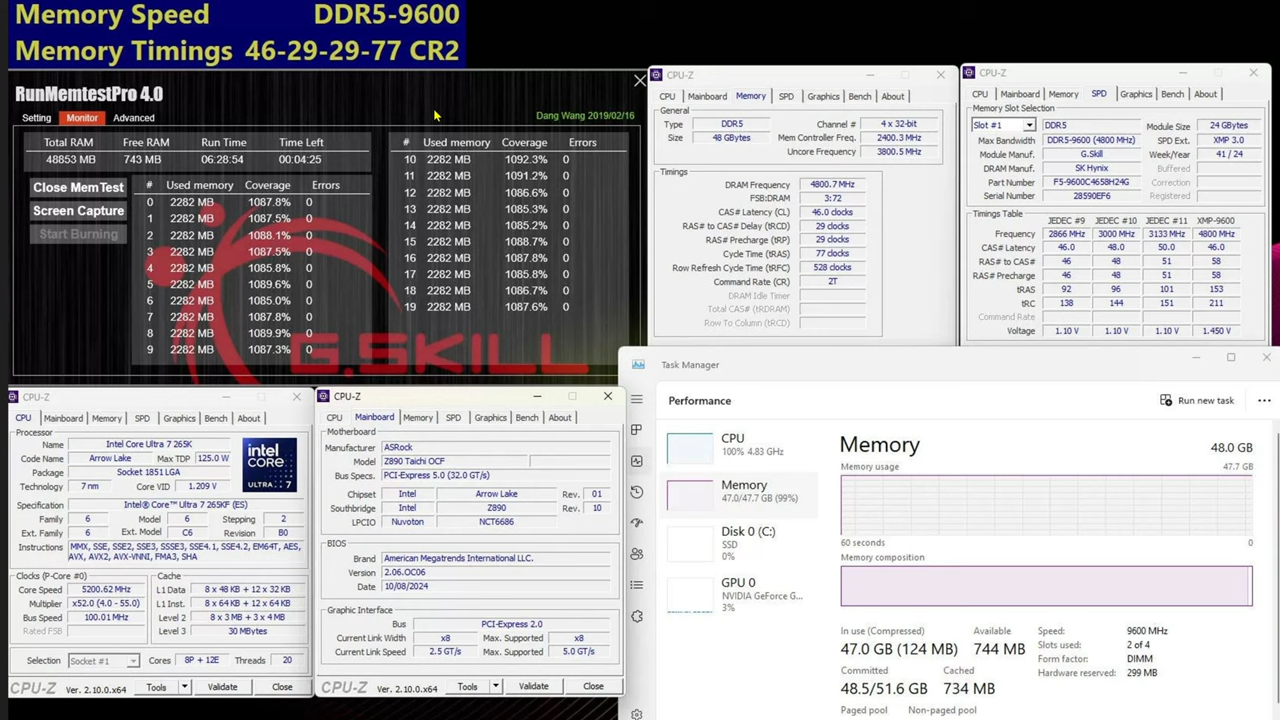 Memory Speed DDR5-9600
Memory Timings 46-29-29-77 CR2
RunMemtestPro 4.0
Setting Monitor Advanced
Dang Wang 2019/02/16
Total RAM Free RAM Run Time Time Left
48853 MB 743 MB 06:28:54 00:04:25
Close MemTest
Screen Capture
Start Burning
# Used memory Coverage Errors
0 2282 MB 1087.8% 0
1 2282 MB 1087.5% 0
2 2282 MB 1088.1% 0
3 2282 MB 1087.5% 0
4 2282 MB 1085.8% 0
5 2282 MB 1089.6% 0
6 2282 MB 1085.0% 0
7 2282 MB 1087.8% 0
8 2282 MB 1089.9% 0
9 2282 MB 1087.3% 0
# Used memory Coverage Errors
10 2282 MB 1092.3% 0
11 2282 MB 1091.2% 0
12 2282 MB 1086.6% 0
13 2282 MB 1085.3% 0
14 2282 MB 1085.2% 0
15 2282 MB 1088.7% 0
16 2282 MB 1087.8% 0
17 2282 MB 1085.8% 0
18 2282 MB 1086.7% 0
19 2282 MB 1087.6% 0
G.SKILL
CPU-Z
CPU Mainboard Memory SPD Graphics Bench About
General
Type DDR5 Channel # 4 x 32-bit
Size 48 GBytes Mem Controller Freq. 2400.3 MHz
Uncore Frequency 3800.5 MHz
Timings
DRAM Frequency 4800.7 MHz
FSB:DRAM 3:72
CAS# Latency (CL) 46.0 clocks
RAS# to CAS# Delay (tRCD) 29 clocks
RAS# Precharge (tRP) 29 clocks
Cycle Time (tRAS) 77 clocks
Row Refresh Cycle Time (tRFC) 528 clocks
Command Rate (CR) 2T
DRAM Idle Timer
Total CAS# (tRDRAM)
Row To Column (tRCD)
CPU-Z
CPU Mainboard Memory SPD Graphics Bench About
Memory Slot Selection
Slot #1 DDR5 Module Size 24 GBytes
Max Bandwidth DDR5-9600 (4800 MHz) SPD Ext. XMP 3.0
Module Manuf. G.Skill Week/Year 41 / 24
DRAM Manuf. SK Hynix Buffered
Part Number F5-9600C4658H24G Correction
Serial Number 28590EF6 Registered
Timings Table
JEDEC #9 JEDEC #10 JEDEC #11 XMP-9600
Frequency 2866 MHz 3000 MHz 3133 MHz 4800 MHz
CAS# Latency 46.0 48.0 50.0 46.0
RAS# to CAS# 46 48 51 58
RAS# Precharge 46 48 51 58
tRAS 92 96 101 153
tRC 138 144 151 211
Command Rate
Voltage 1.10 V 1.10 V 1.10 V 1.450 V
CPU-Z
CPU Mainboard Memory SPD Graphics Bench About
Processor
Name Intel Core Ultra 7 265K
Code Name Arrow Lake Max TDP 125.0 W
Package Socket 1851 LGA
Technology 7 nm Core VID 1.209 V
intel CORE ULTRA 7
Specification Intel® Core™ Ultra 7 265KF (ES)
Family 6 Model 6 Stepping 2
Ext. Family 6 Ext. Model C6 Revision B0
Instructions MMX, SSE, SSE2, SSE3, SSSE3, SSE4.1, SSE4.2, EM64T, AES,
AVX, AVX2, AVX-VNNI, FMA3, SHA
Clocks (P-Core #0) Cache
Core Speed 5200.62 MHz L1 Data 8 x 48 KB + 12 x 32 KB
Multiplier x52.0 (4.0 - 55.0) L1 Inst. 8 x 64 KB + 12 x 64 KB
Bus Speed 100.01 MHz Level 2 8 x 3 MB + 3 x 4 MB
Rated FSB Level 3 30 MBytes
Selection Socket #1 Cores 8P + 12E Threads 20
CPU-Z Ver. 2.10.0.x64 Tools Validate Close
CPU-Z
CPU Mainboard Memory SPD Graphics Bench About
Motherboard
Manufacturer ASRock
Model Z890 Taichi OCF
Bus Specs. PCI-Express 5.0 (32.0 GT/s)
Chipset Intel Arrow Lake Rev. 01
Southbridge Intel Z890 Rev. 10
LPCIO Nuvoton NCT6686
BIOS
Brand American Megatrends International LLC.
Version 2.06.OC06
Date 10/08/2024
Graphic Interface
Bus PCI-Express 2.0
Current Link Width x8 Max. Supported x8
Current Link Speed 2.5 GT/s Max. Supported 5.0 GT/s
CPU-Z Ver. 2.10.0.x64 Tools Validate Close
Task Manager
Performance Run new task
CPU
100% 4.83 GHz
Memory
47.0/47.7 GB (99%)
Disk 0 (C:)
SSD
0%
GPU 0
NVIDIA GeForce G...
3%
Memory 48.0 GB
Memory usage 47.7 GB
60 seconds 0
Memory composition
In use (Compressed) Available
47.0 GB (124 MB) 744 MB
Committed Cached
48.5/51.6 GB 734 MB
Paged pool Non-paged pool
Speed: 9600 MHz
Slots used: 2 of 4
Form factor: DIMM
Hardware reserved: 299 MB